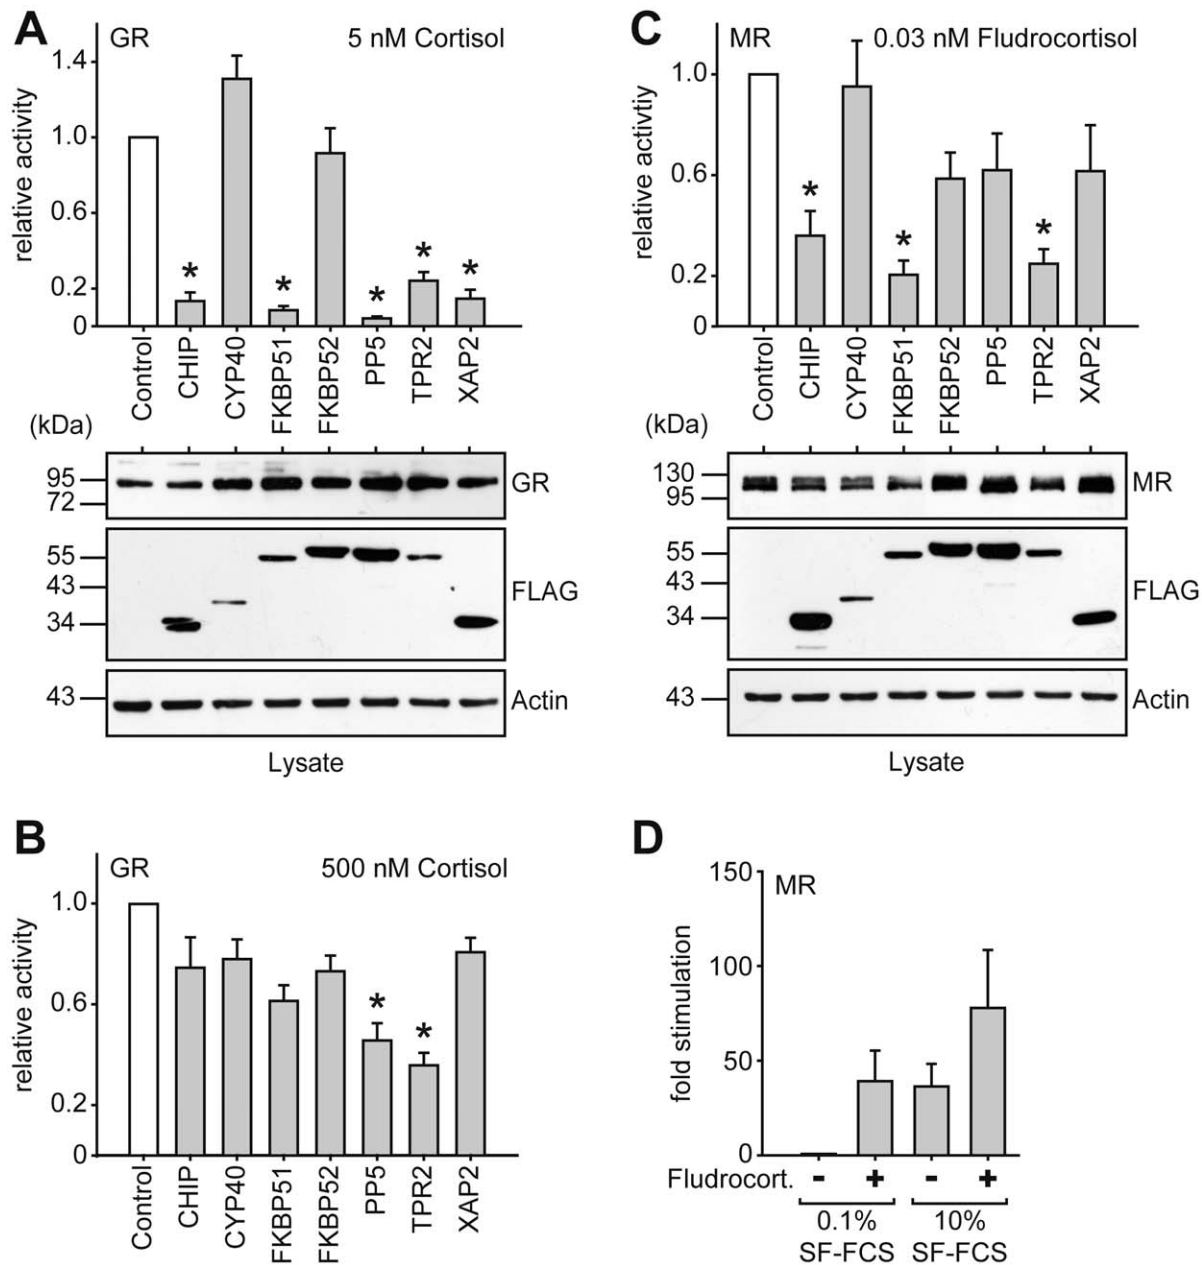 A
GR
5 nM Cortisol
relative activity
1.4
1.0
0.6
0.2
0
*
*
*
*
*
Control
CHIP
CYP40
FKBP51
FKBP52
PP5
TPR2
XAP2
(kDa)
95
72
GR
55
43
34
FLAG
43
Actin
Lysate
B
GR
500 nM Cortisol
relative activity
1.0
0.6
0.2
0
*
*
Control
CHIP
CYP40
FKBP51
FKBP52
PP5
TPR2
XAP2
C
MR
0.03 nM Fludrocortisol
relative activtiy
1.0
0.6
0.2
0
*
*
*
Control
CHIP
CYP40
FKBP51
FKBP52
PP5
TPR2
XAP2
(kDa)
130
95
MR
55
43
34
FLAG
43
Actin
Lysate
D
MR
fold stimulation
150
100
50
0
Fludrocort. - + - +
0.1% 10%
SF-FCS SF-FCS